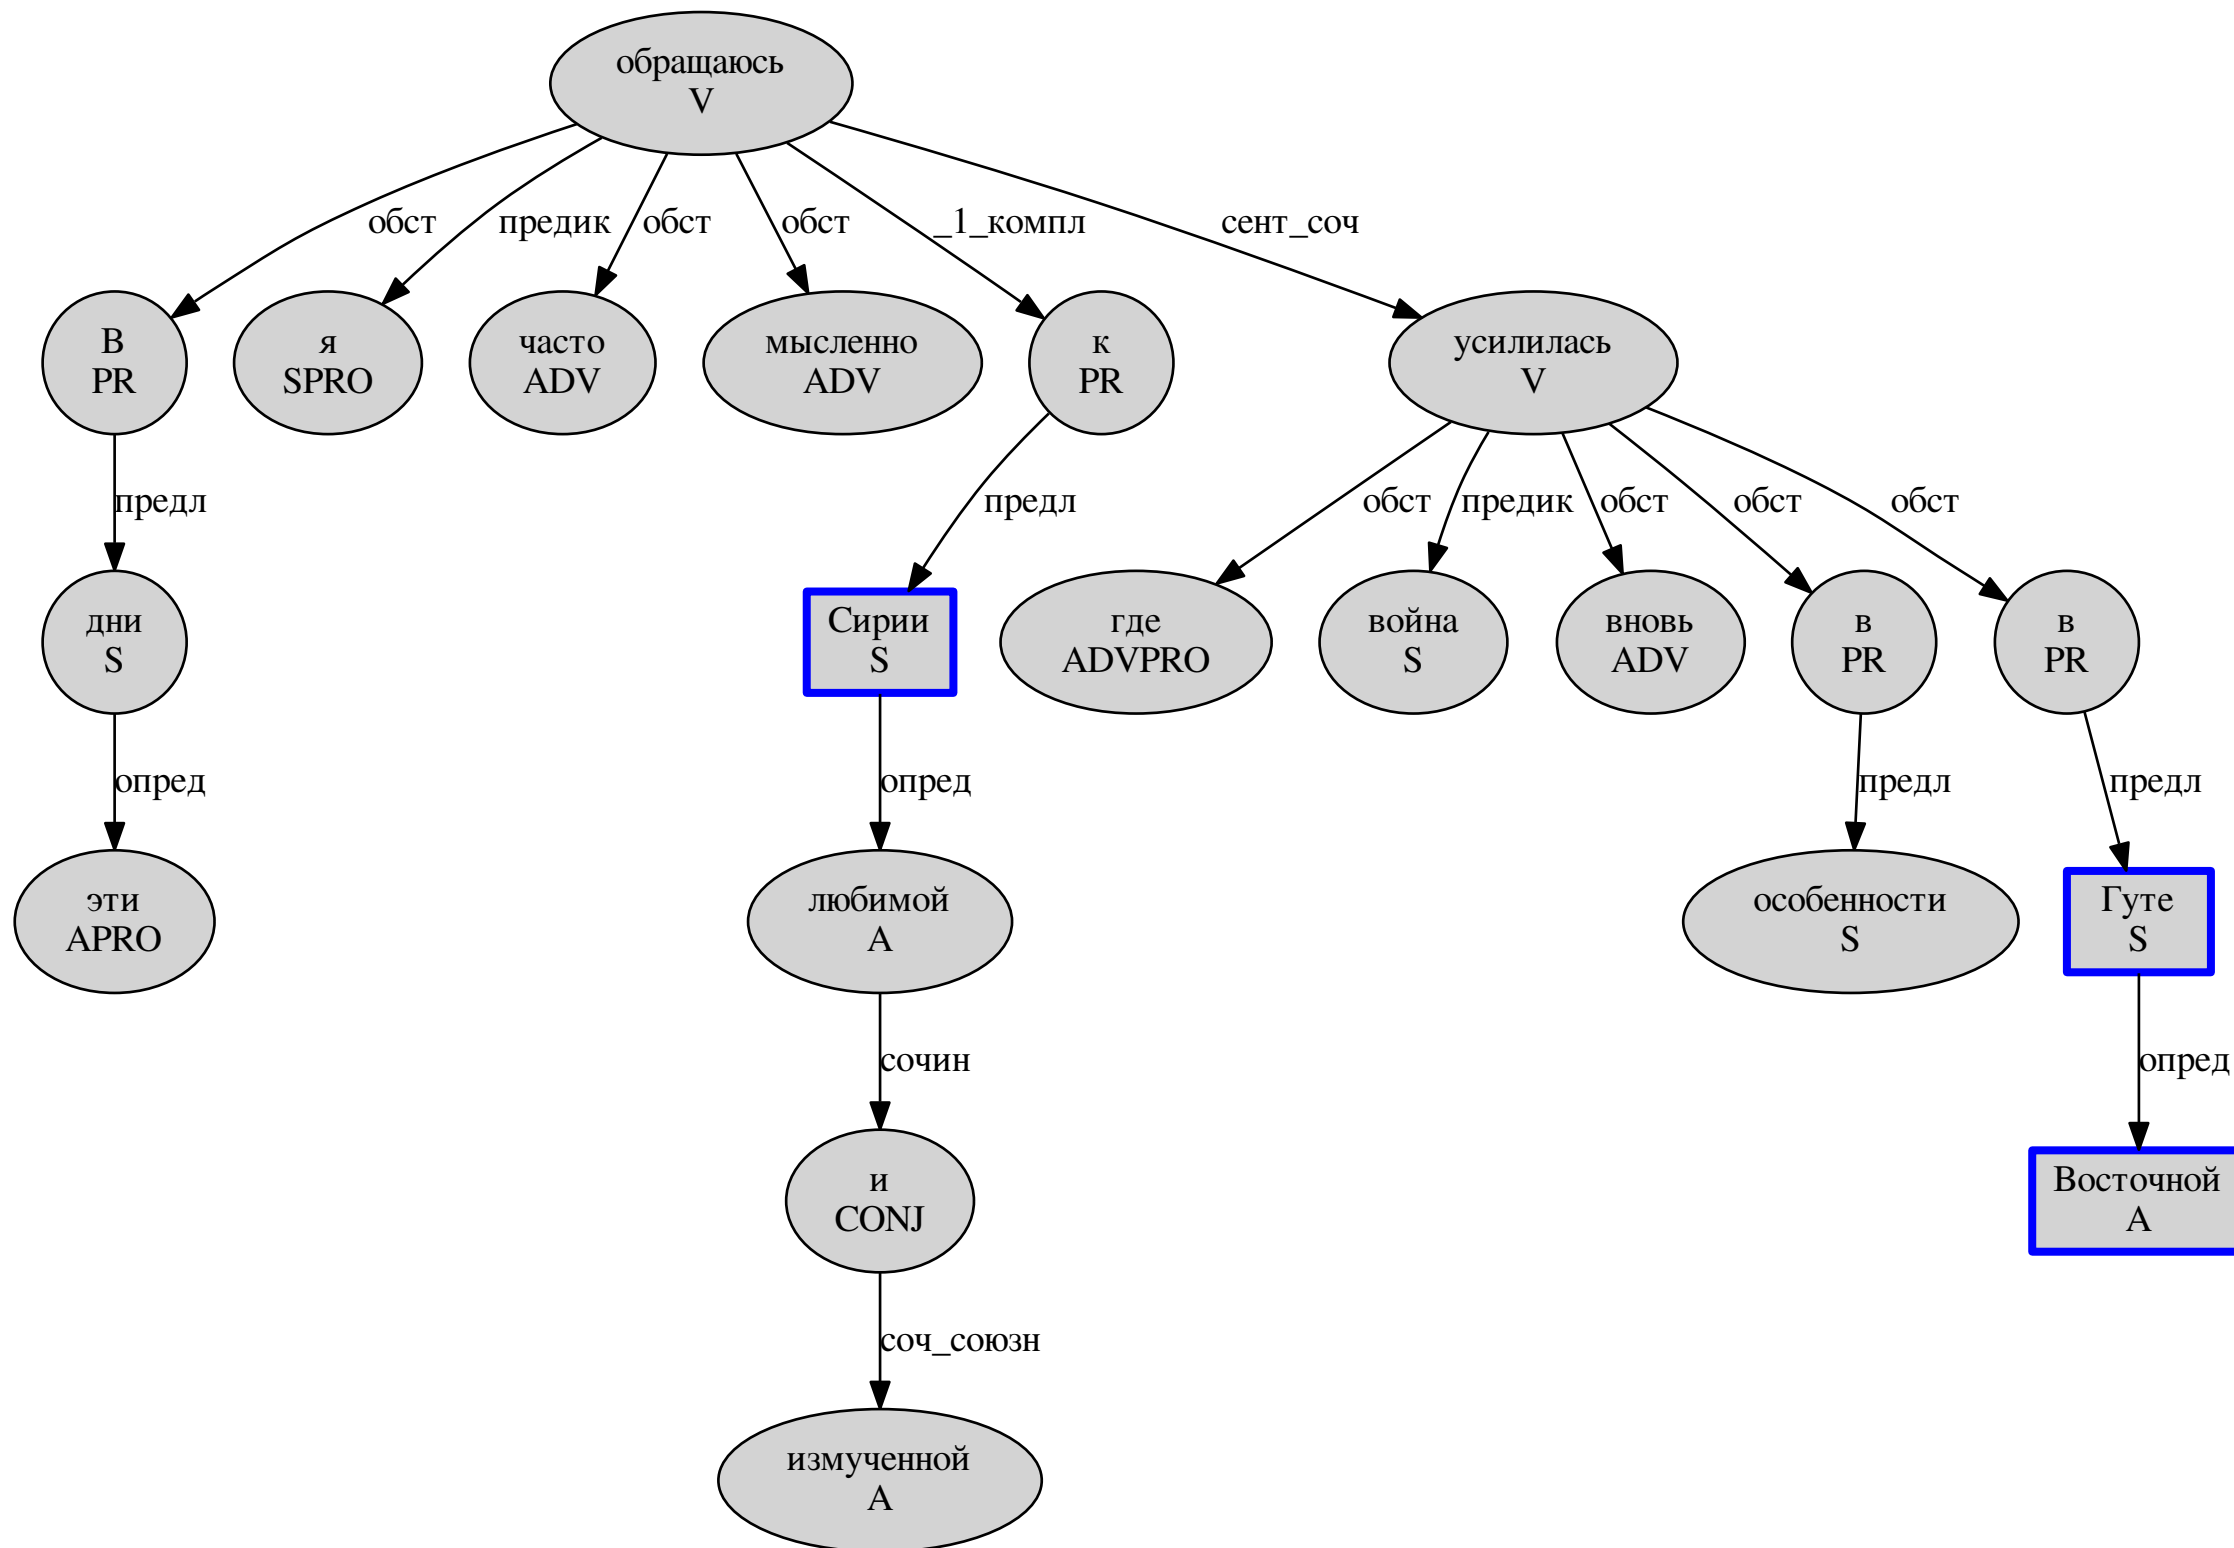 обращаюсь
V
обст
предик
обст
обст
_1_компл
сент_соч
В
PR
я
SPRO
часто
ADV
мысленно
ADV
к
PR
усилилась
V
предл
предл
обст
предик
обст
обст
обст
дни
S
Сирии
S
где
ADVPRO
война
S
вновь
ADV
в
PR
в
PR
опред
опред
предл
предл
эти
APRO
любимой
A
особенности
S
Гуте
S
сочин
опред
и
CONJ
Восточной
A
соч_союзн
измученной
A